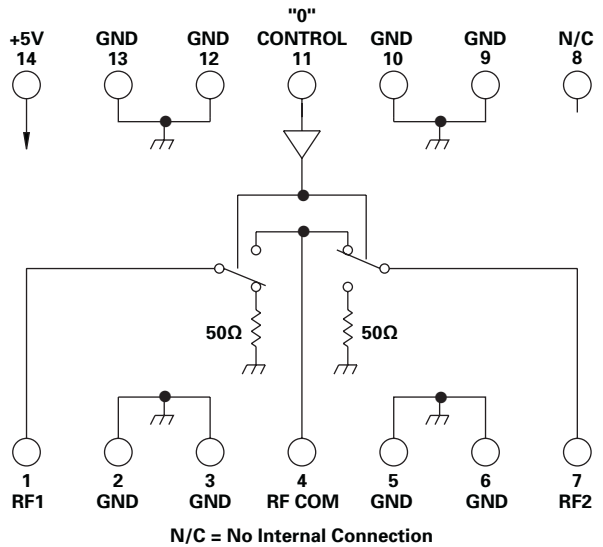 "0"
+5V GND GND CONTROL GND GND N/C
14 13 12 11 10 9 8
50Ω 50Ω
1 2 3 4 5 6 7
RF1 GND GND RF COM GND GND RF2
N/C = No Internal Connection